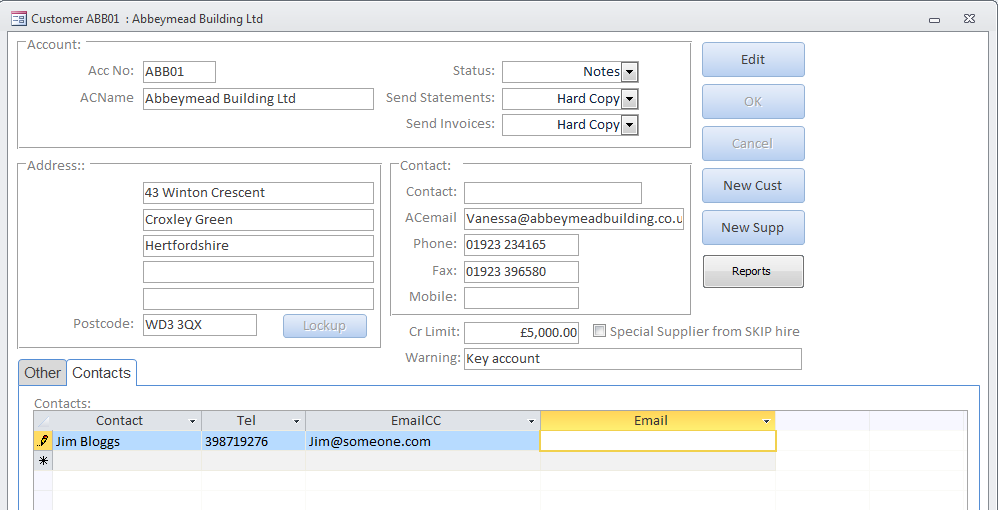 Customer ABB01 : Abbeymead Building Ltd
Account:
Acc No: ABB01
ACName Abbeymead Building Ltd
Status: Notes
Send Statements: Hard Copy
Send Invoices: Hard Copy
Edit
OK
Cancel
New Cust
New Supp
Reports
Address::
43 Winton Crescent
Croxley Green
Hertfordshire
Postcode: WD3 3QX Lockup
Contact:
Contact:
ACemail Vanessa@abbeymeadbuilding.co.u
Phone: 01923 234165
Fax: 01923 396580
Mobile:
Cr Limit: £5,000.00 Special Supplier from SKIP hire
Warning: Key account
Other Contacts
Contacts:
Contact Tel EmailCC Email
Jim Bloggs 398719276 Jim@someone.com